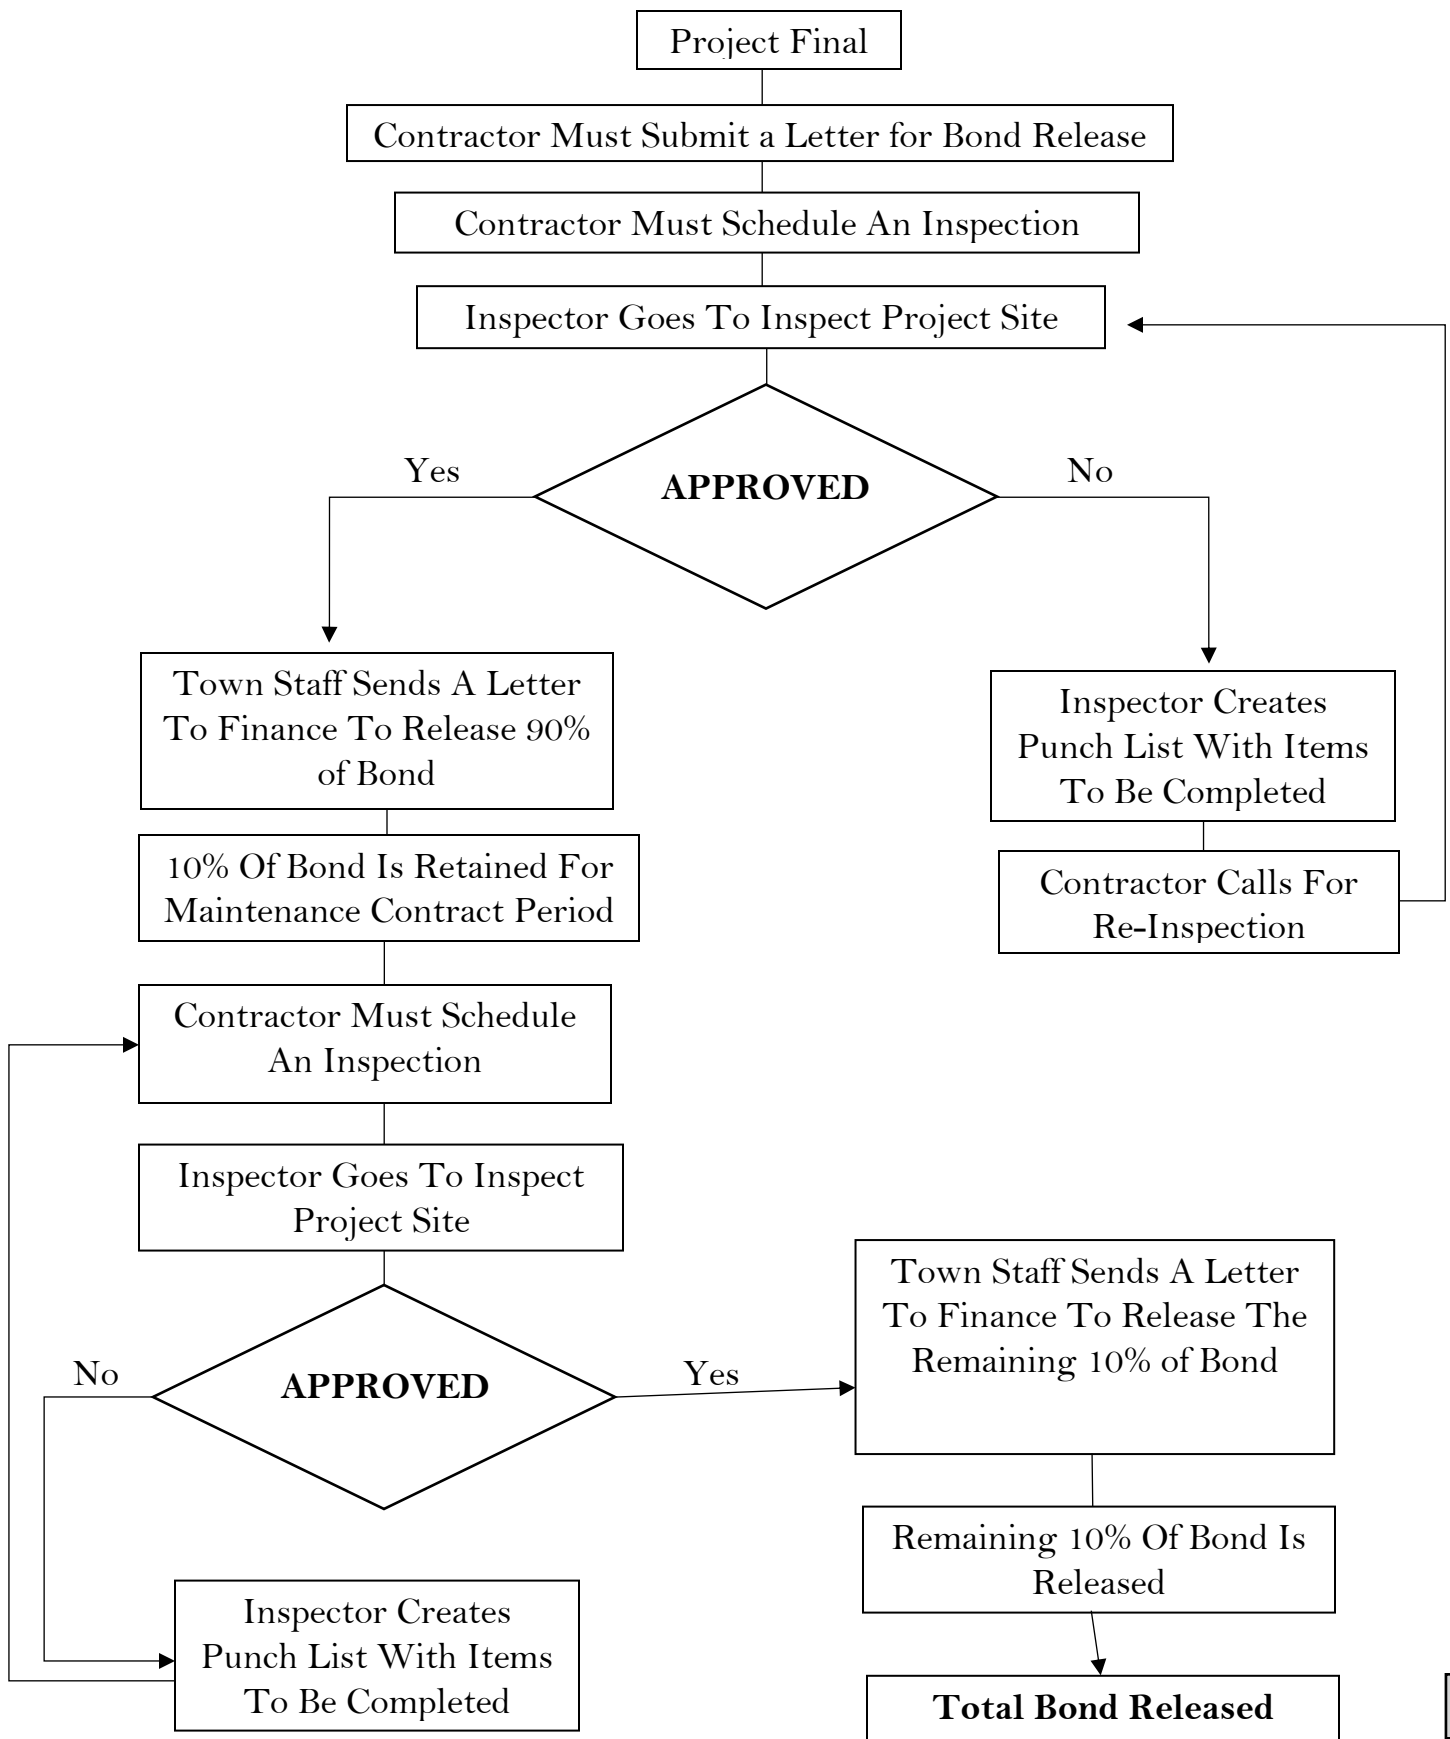 Project Final
Contractor Must Submit a Letter for Bond Release
Contractor Must Schedule An Inspection
Inspector Goes To Inspect Project Site
APPROVED
Yes
No
Town Staff Sends A Letter
To Finance To Release 90%
of Bond
Inspector Creates
Punch List With Items
To Be Completed
10% Of Bond Is Retained For
Maintenance Contract Period
Contractor Calls For
Re-Inspection
Contractor Must Schedule
An Inspection
Inspector Goes To Inspect
Project Site
APPROVED
No
Yes
Town Staff Sends A Letter
To Finance To Release The
Remaining 10% of Bond
Remaining 10% Of Bond Is
Released
Inspector Creates
Punch List With Items
To Be Completed
Total Bond Released